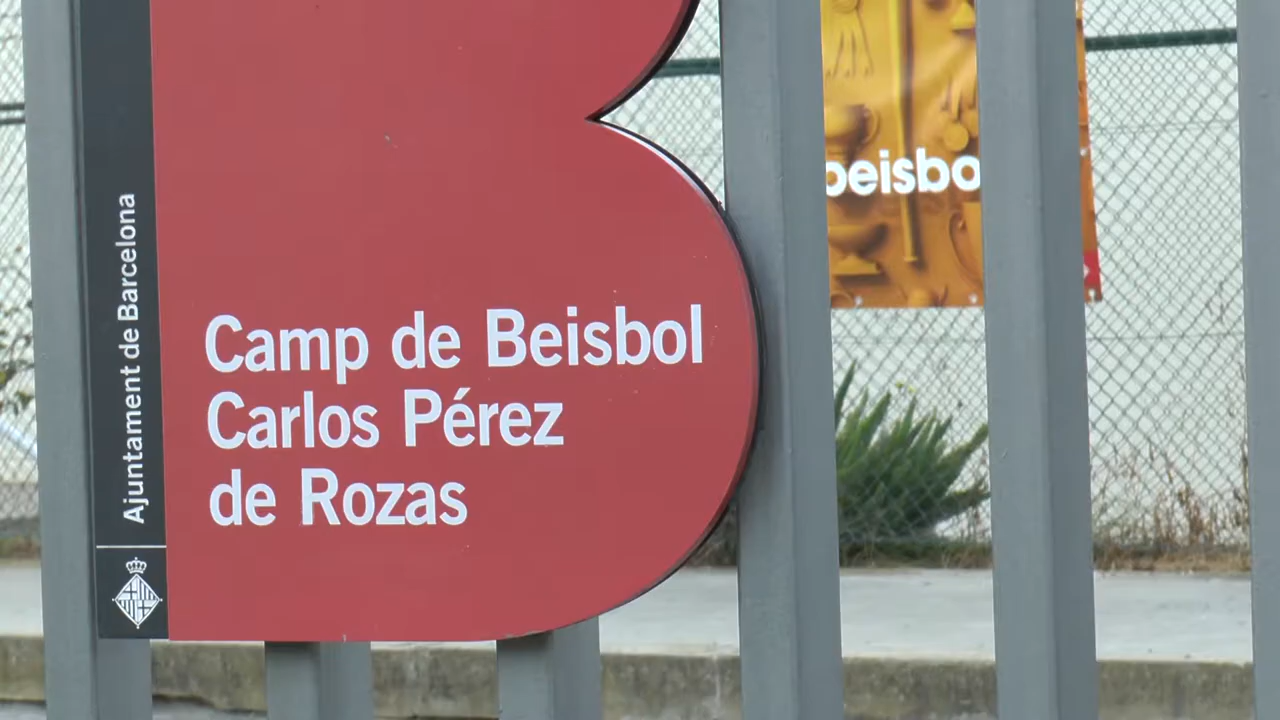 Ajuntament de Barcelona
Camp de Beisbol
Carlos Pérez
de Rozas
beisbo